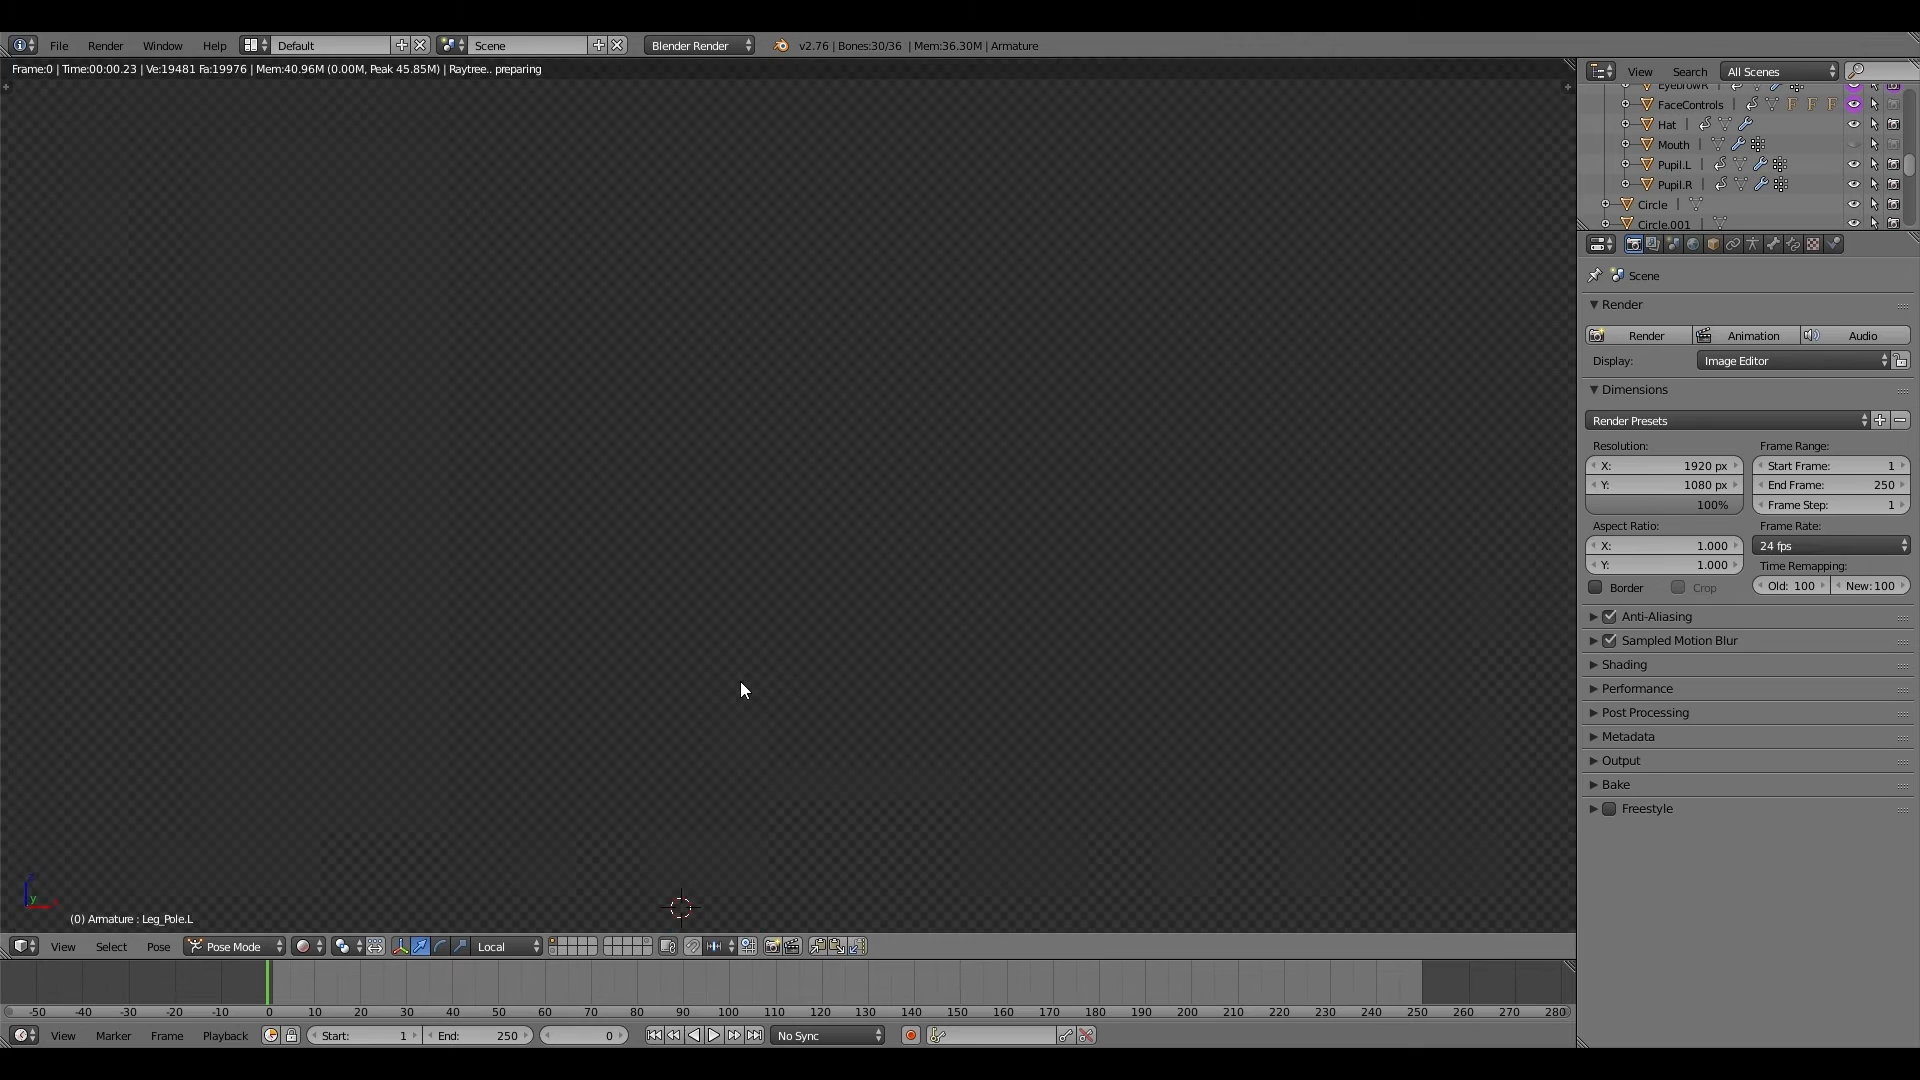 File Render Window Help Default Scene Blender Render v2.76 | Bones:30/36 | Mem:36.30M | Armature
Frame:0 | Time:00:00.23 | Ve:19481 Fa:19976 | Mem:40.96M (0.00M, Peak 45.85M) | Raytree.. preparing
View Search All Scenes
EyebrowR
FaceControls
Hat
Mouth
Pupil.L
Pupil.R
Circle
Circle.001
Scene
Render
Render Animation Audio
Display: Image Editor
Dimensions
Render Presets
Resolution: Frame Range:
X: 1920 px Start Frame: 1
Y: 1080 px End Frame: 250
100% Frame Step: 1
Aspect Ratio: Frame Rate:
X: 1.000 24 fps
Y: 1.000 Time Remapping:
Border Crop Old: 100 New: 100
Anti-Aliasing
Sampled Motion Blur
Shading
Performance
Post Processing
Metadata
Output
Bake
Freestyle
z
y x
(0) Armature : Leg_Pole.L
View Select Pose Pose Mode Local
-50 -40 -30 -20 -10 0 10 20 30 40 50 60 70 80 90 100 110 120 130 140 150 160 170 180 190 200 210 220 230 240 250 260 270 280
View Marker Frame Playback Start: 1 End: 250 0 No Sync